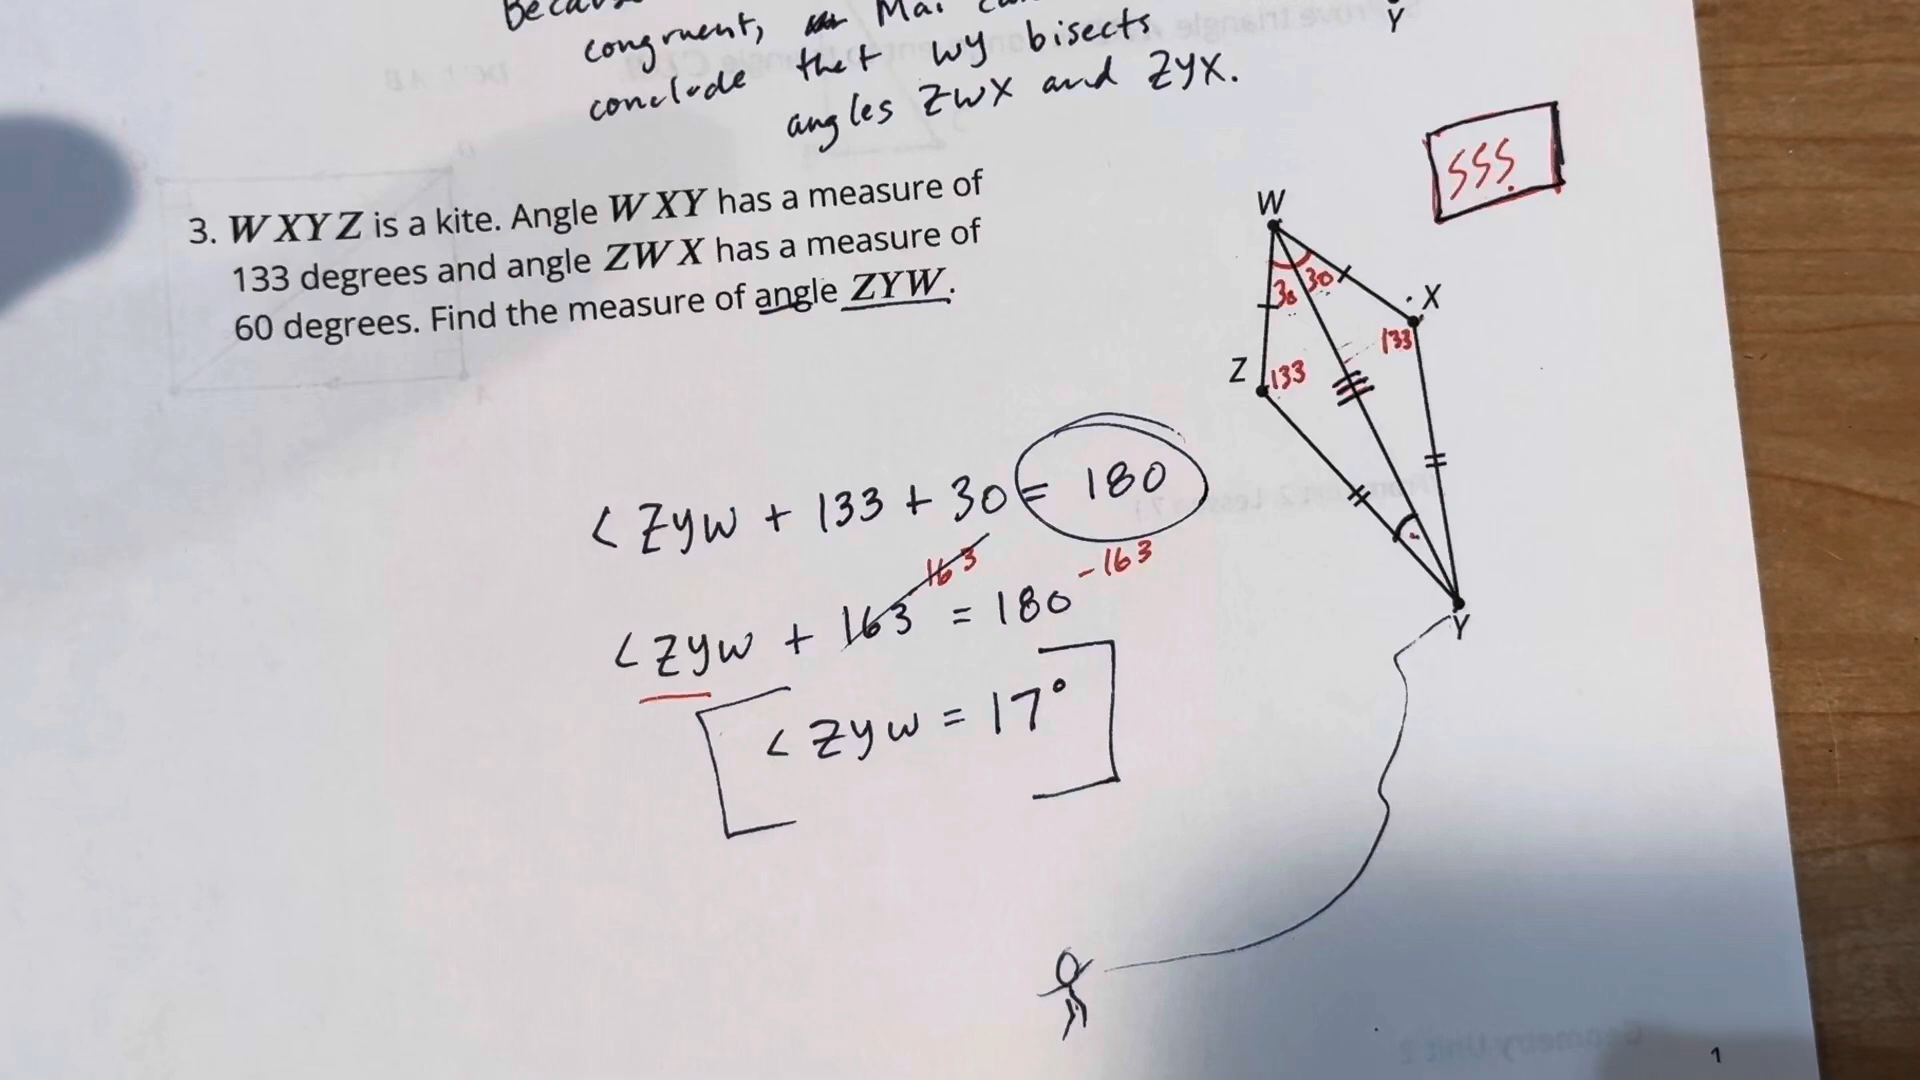 congruent,
conclude that wy bisects
angles ZWX and ZYX.
Y
SSS
3. WXYZ is a kite. Angle WXY has a measure of
133 degrees and angle ZWX has a measure of
60 degrees. Find the measure of angle ZYW.
W
30 30
X
133
Z 133
< ZYW + 133 + 30 = 180
163 -163
< ZYW + 163 = 180
< ZYW = 17°
Y
1